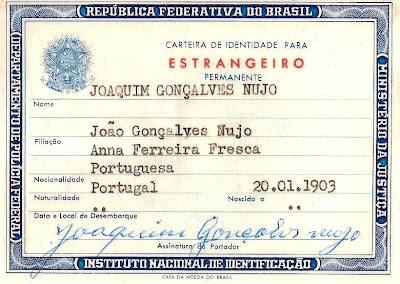 REPÚBLICA FEDERATIVA DO BRASIL
DEPARTAMENTO DE POLÍCIA FEDERAL
MINISTÉRIO DA JUSTIÇA
CARTEIRA DE IDENTIDADE PARA
ESTRANGEIRO
PERMANENTE
JOAQUIM GONÇALVES NUJO
Nome
João Gonçalves Nujo
Filiação
Anna Ferreira Fresca
Portuguesa
Nacionalidade
Portugal 20.01.1903
Naturalidade Nascido a
Data e Local de Desembarque
Joaquim Gonçolvs nujo
Assinatura do Portador
INSTITUTO NACIONAL DE IDENTIFICAÇÃO
CASA DA MOEDA DO BRASIL